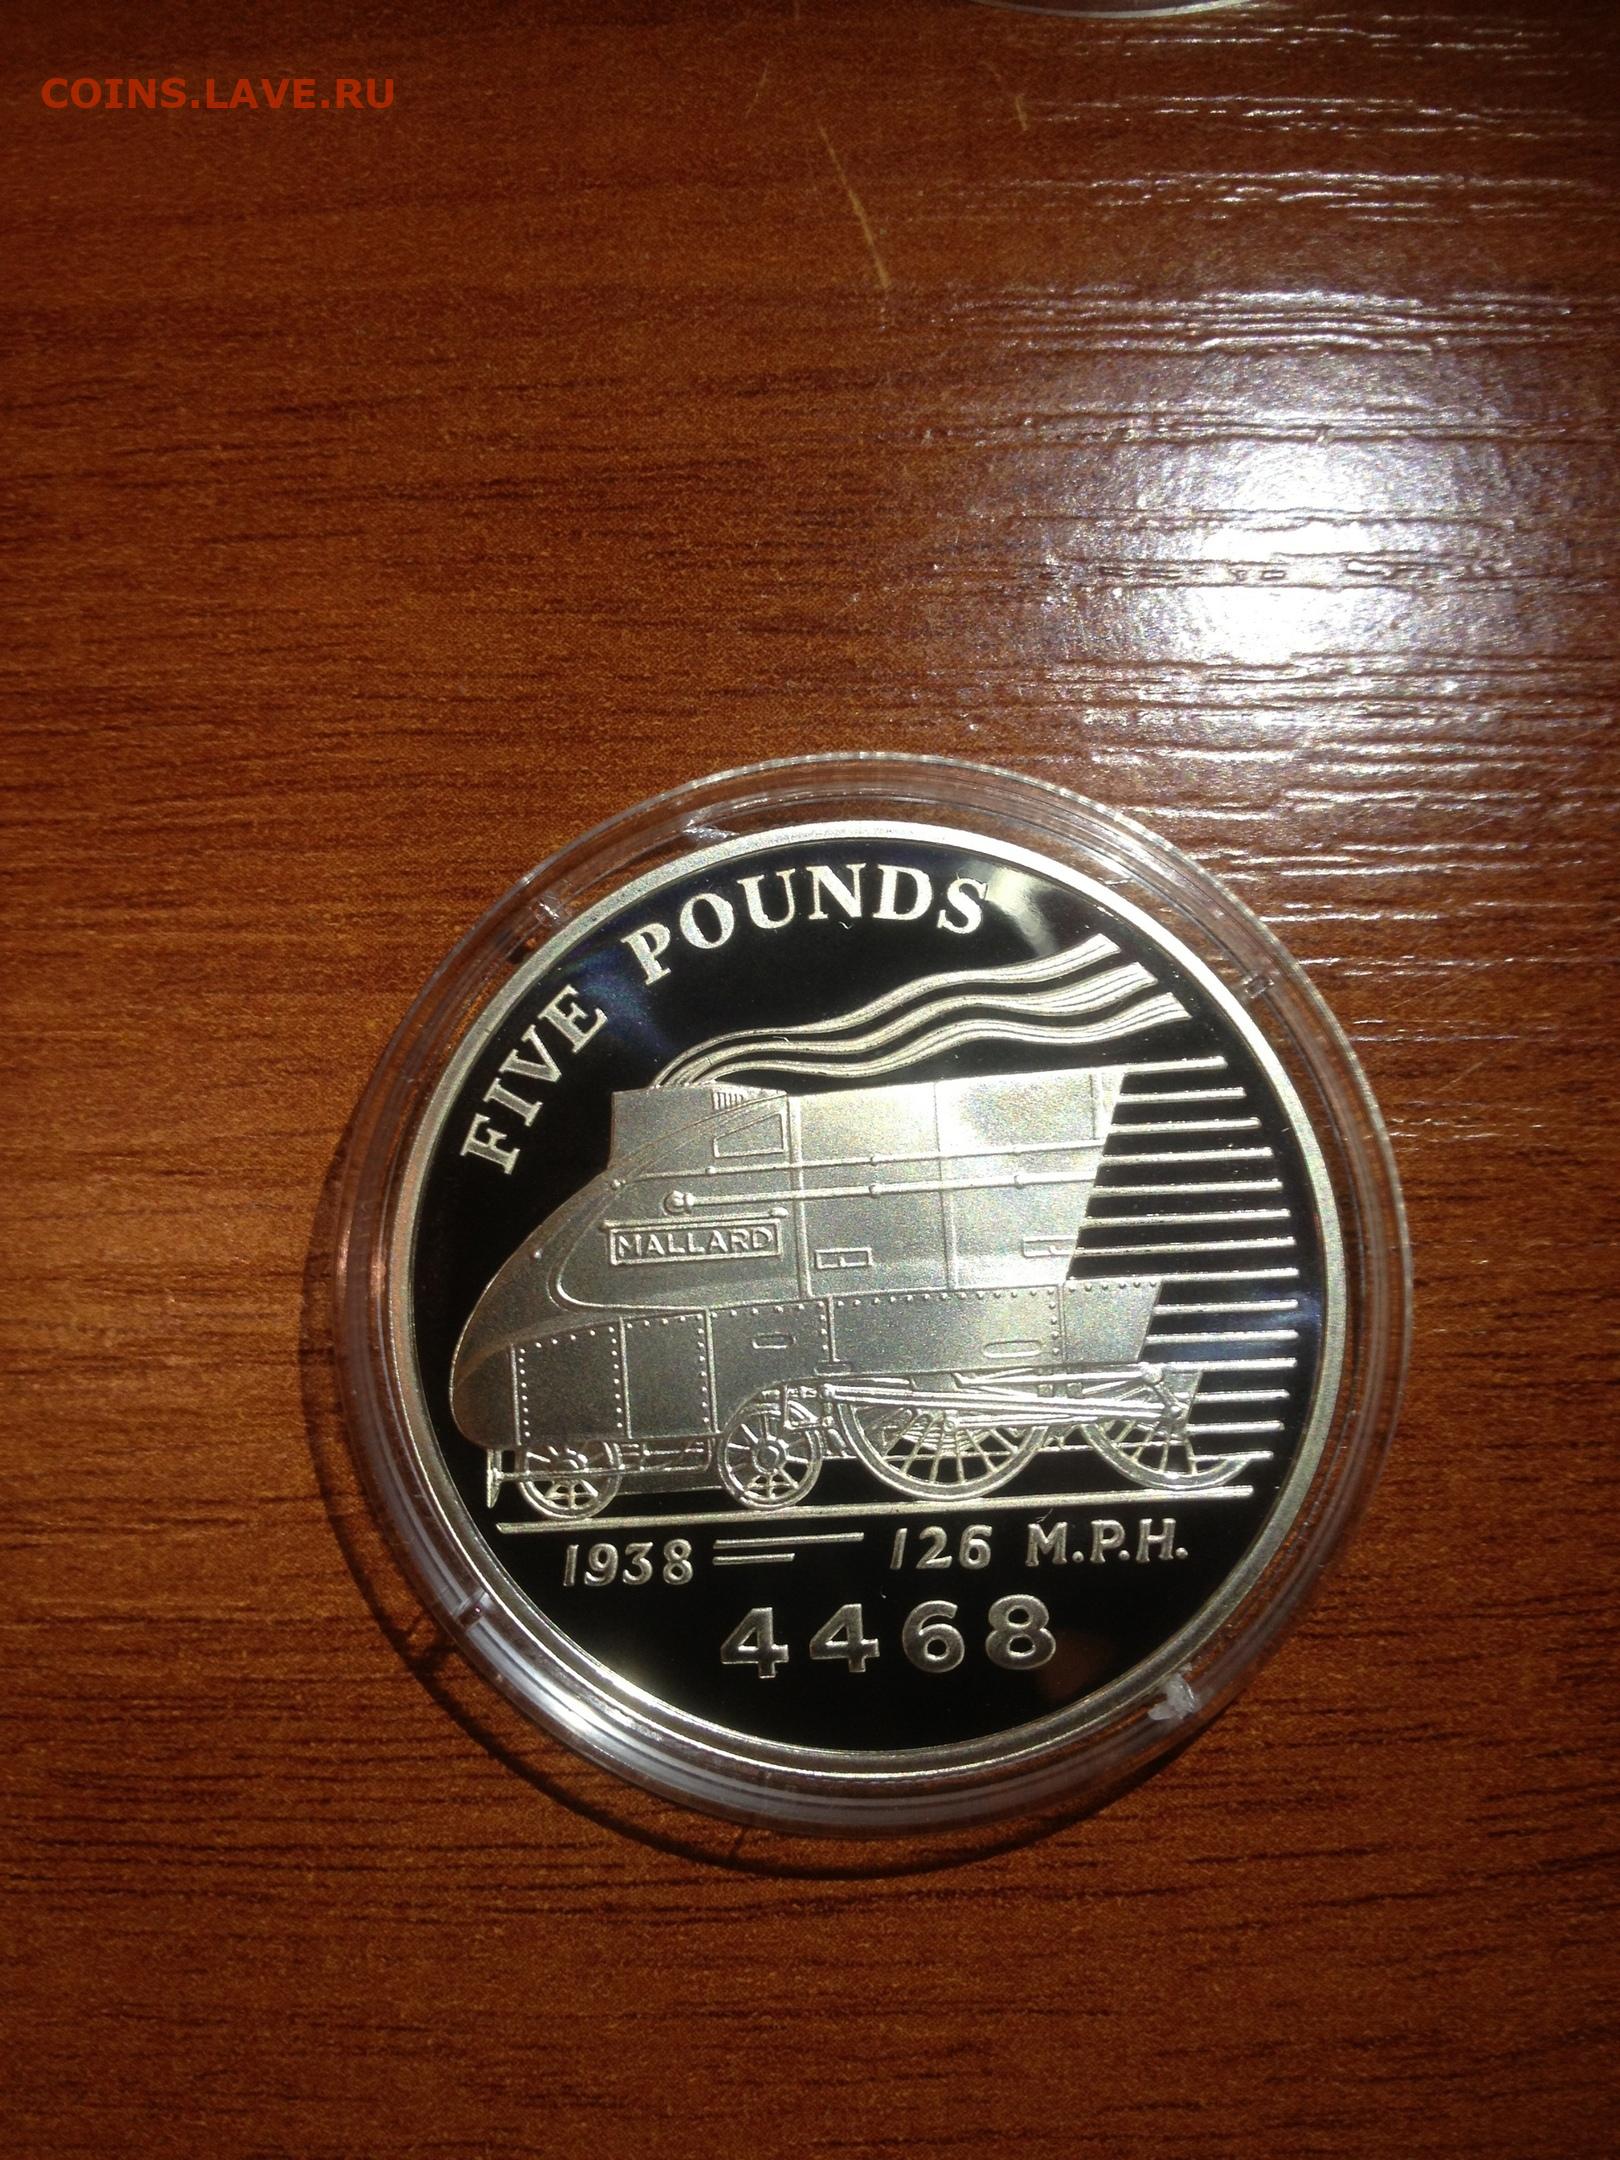 COINS.LAVE.RU
FIVE POUNDS
MALLARD
1938 126 M.P.H.
4468